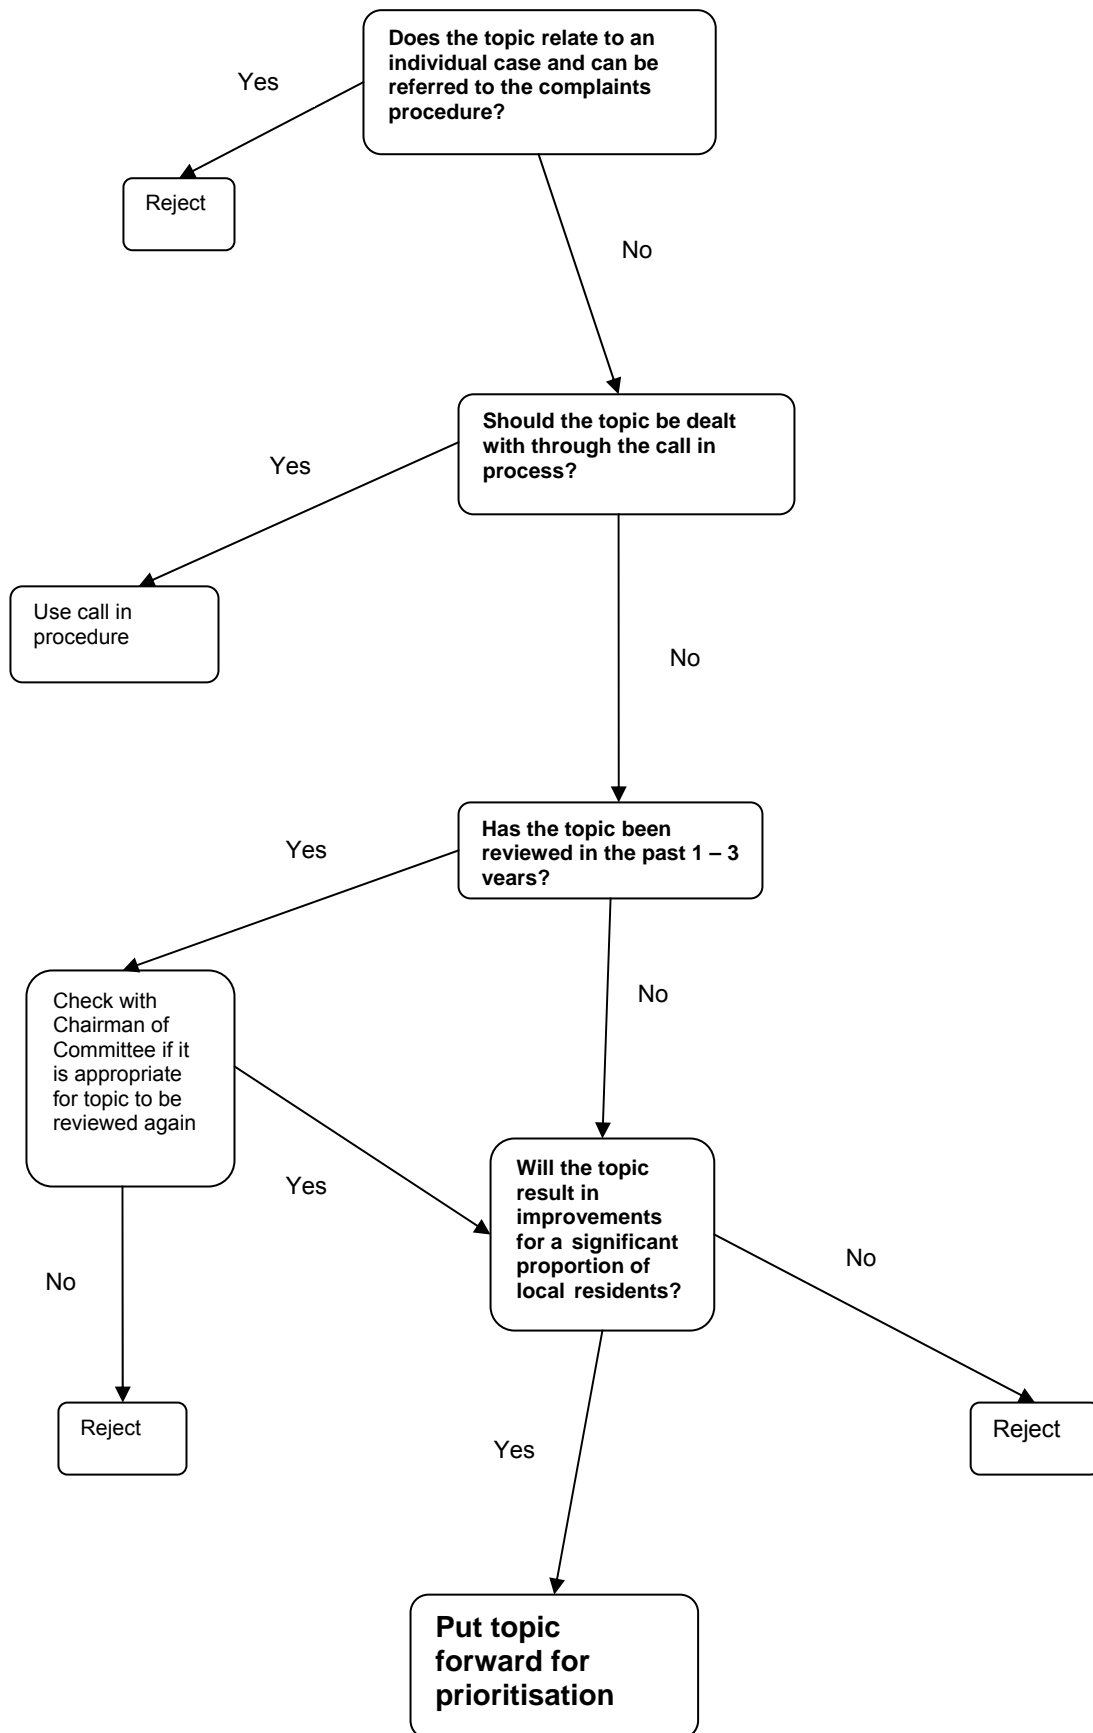 Does the topic relate to an
individual case and can be
referred to the complaints
procedure?
Yes
Reject
No
Should the topic be dealt
with through the call in
process?
Yes
Use call in
procedure
No
Has the topic been
reviewed in the past 1 – 3
years?
Yes
No
Check with
Chairman of
Committee if it
is appropriate
for topic to be
reviewed again
Yes
Will the topic
result in
improvements
for a significant
proportion of
local residents?
No
No
Reject
Yes
Reject
Put topic
forward for
prioritisation